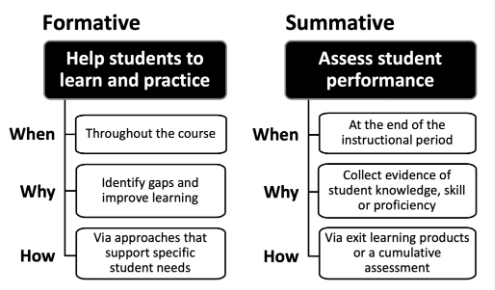 Formative
Help students to
learn and practice
When
Throughout the course
Why
Identify gaps and
improve learning
How
Via approaches that
support specific
student needs
Summative
Assess student
performance
When
At the end of the
instructional period
Why
Collect evidence of
student knowledge, skill
or proficiency
How
Via exit learning products
or a cumulative
assessment